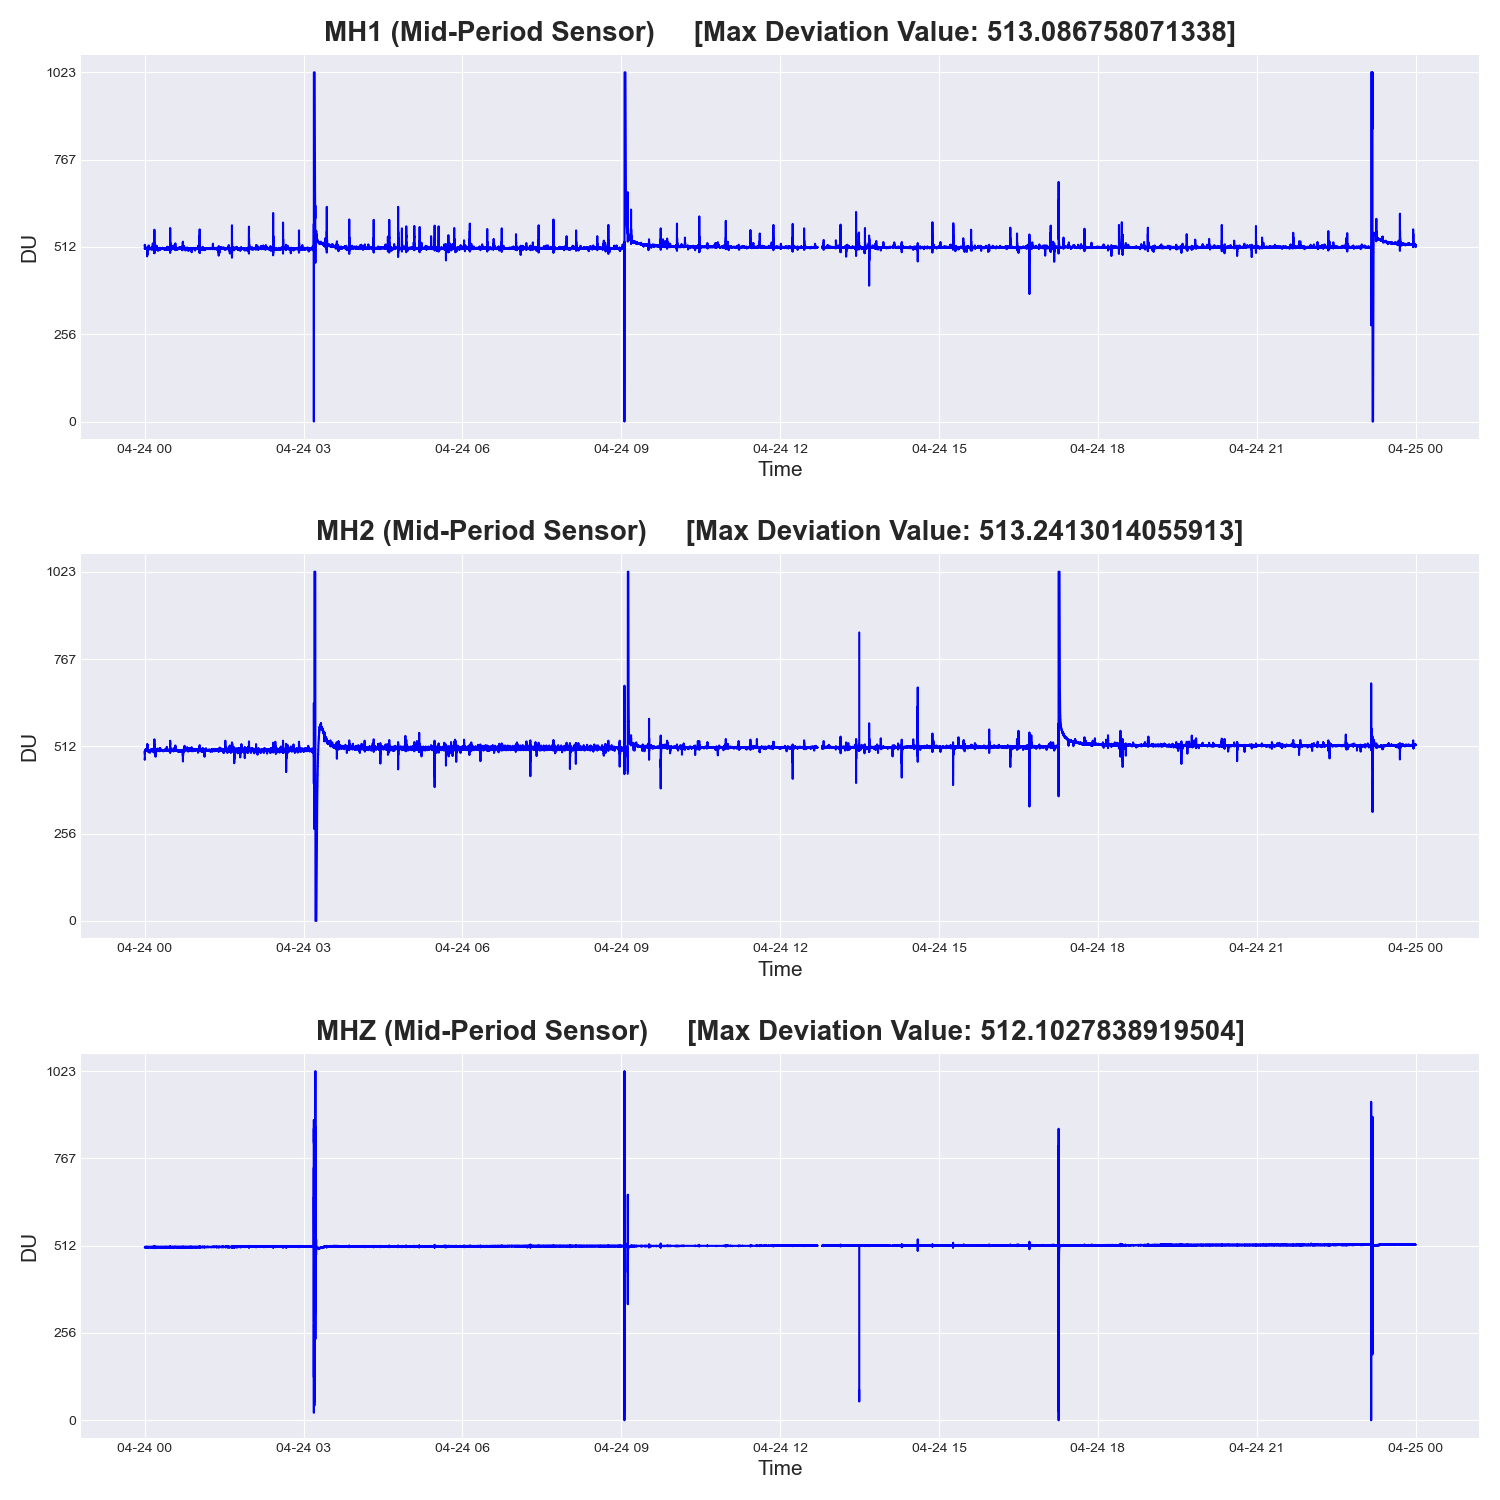 MH1 (Mid-Period Sensor) [Max Deviation Value: 513.086758071338]
1023
767
512
256
0
DU
04-24 00 04-24 03 04-24 06 04-24 09 04-24 12 04-24 15 04-24 18 04-24 21 04-25 00
Time
MH2 (Mid-Period Sensor) [Max Deviation Value: 513.2413014055913]
1023
767
512
256
0
DU
04-24 00 04-24 03 04-24 06 04-24 09 04-24 12 04-24 15 04-24 18 04-24 21 04-25 00
Time
MHZ (Mid-Period Sensor) [Max Deviation Value: 512.1027838919504]
1023
767
512
256
0
DU
04-24 00 04-24 03 04-24 06 04-24 09 04-24 12 04-24 15 04-24 18 04-24 21 04-25 00
Time